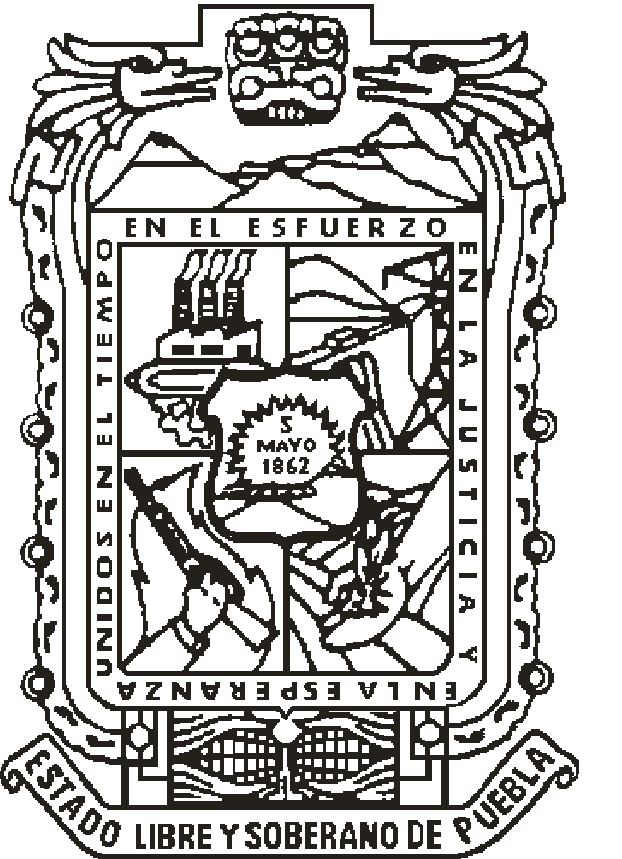 UNIDOS EN EL TIEMPO
EN EL ESFUERZO
EN LA JUSTICIA Y
EN LA ESPERANZA
5
MAYO
1862
ESTADO LIBRE Y SOBERANO DE PUEBLA